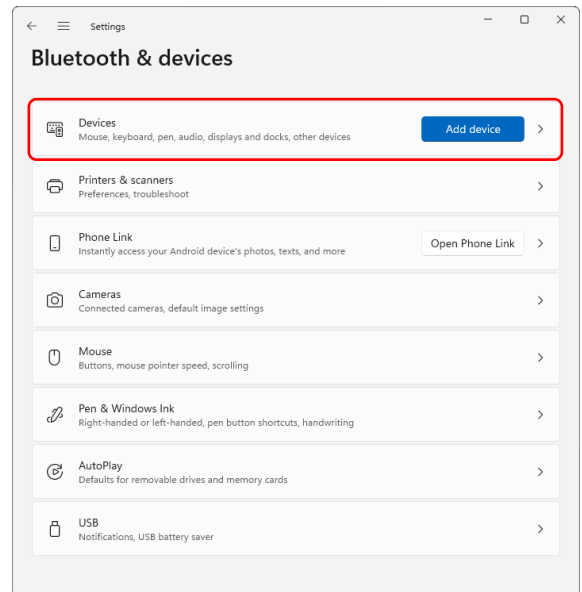 Settings
Bluetooth & devices
Devices
Mouse, keyboard, pen, audio, displays and docks, other devices
Add device
Printers & scanners
Preferences, troubleshoot
Phone Link
Instantly access your Android device's photos, texts, and more
Open Phone Link
Cameras
Connected cameras, default image settings
Mouse
Buttons, mouse pointer speed, scrolling
Pen & Windows Ink
Right-handed or left-handed, pen button shortcuts, handwriting
AutoPlay
Defaults for removable drives and memory cards
USB
Notifications, USB battery saver